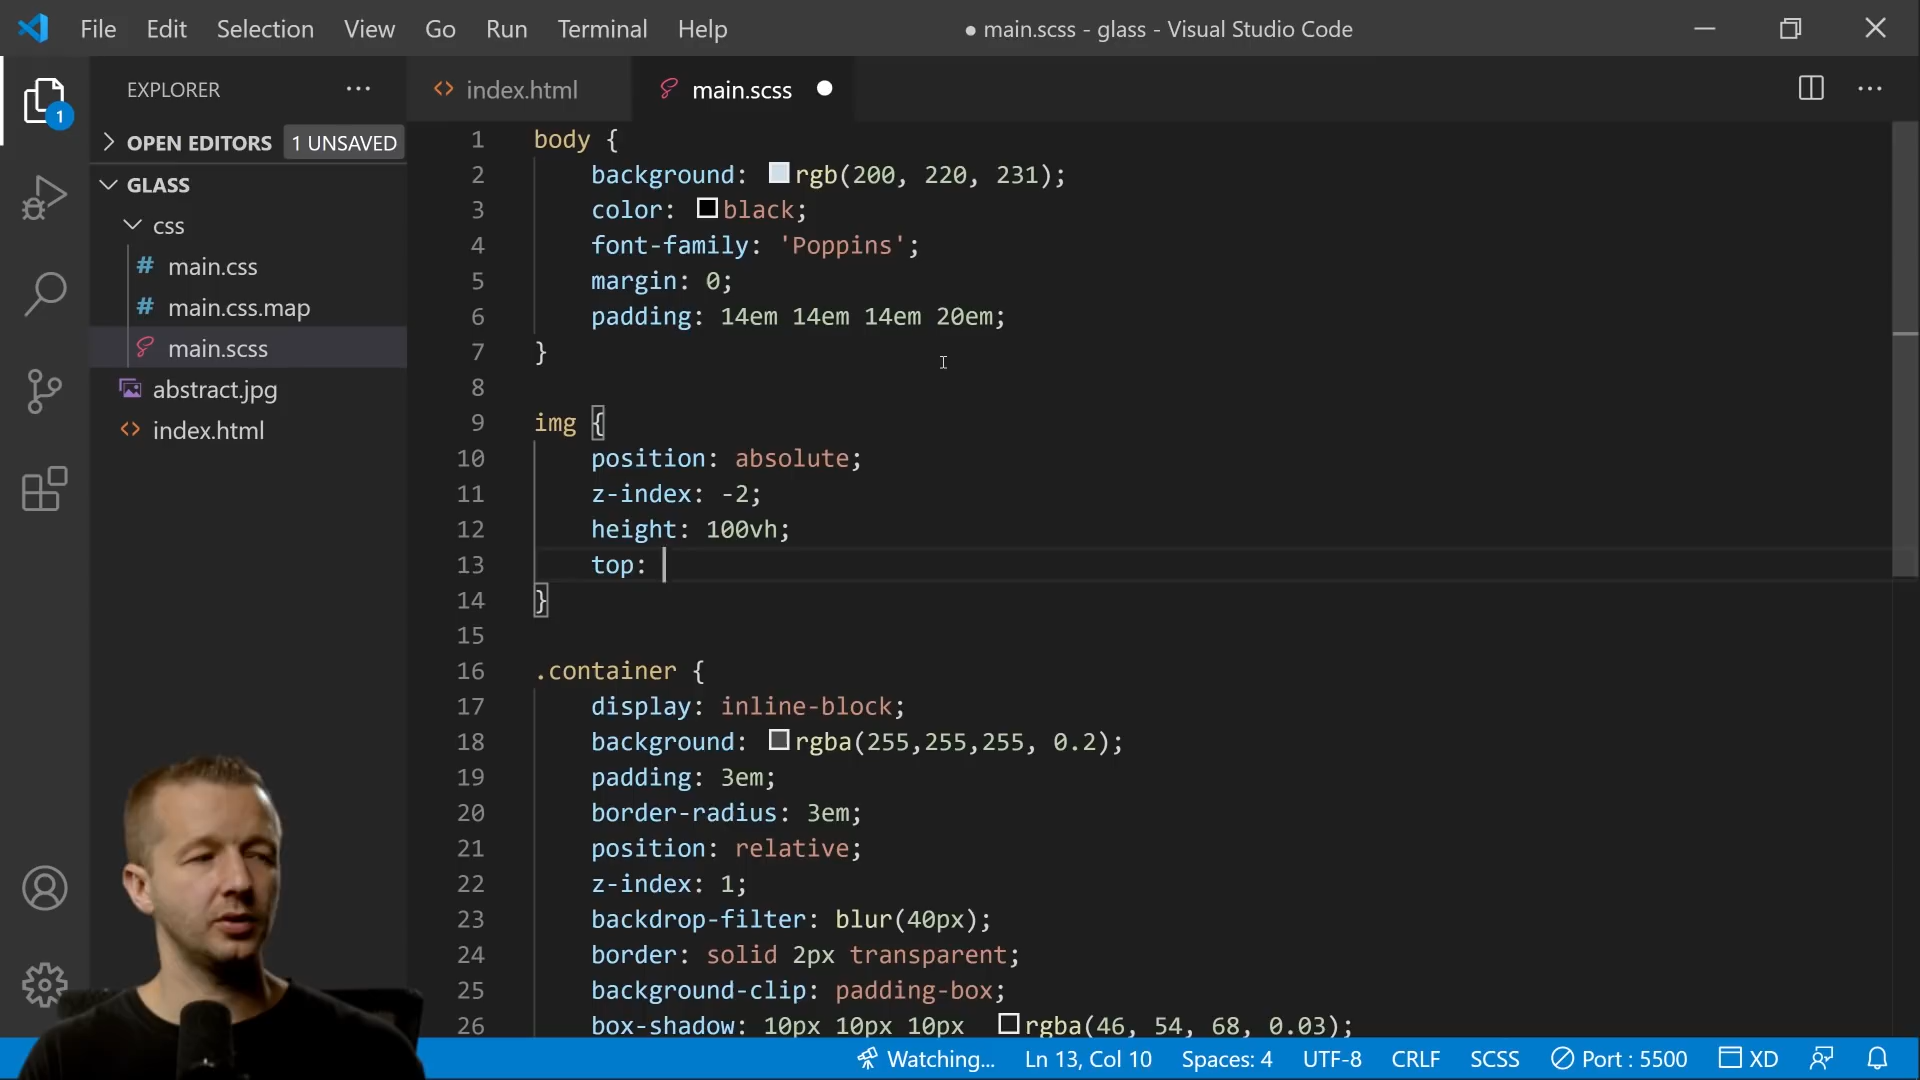 File Edit Selection View Go Run Terminal Help
● main.scss - glass - Visual Studio Code
EXPLORER
OPEN EDITORS 1 UNSAVED
GLASS
css
# main.css
# main.css.map
main.scss
abstract.jpg
<> index.html
1
<> index.html
main.scss
1 body {
2 background: rgb(200, 220, 231);
3 color: black;
4 font-family: 'Poppins';
5 margin: 0;
6 padding: 14em 14em 14em 20em;
7 }
8
9 img {
10 position: absolute;
11 z-index: -2;
12 height: 100vh;
13 top:
14 }
15
16 .container {
17 display: inline-block;
18 background: rgba(255,255,255, 0.2);
19 padding: 3em;
20 border-radius: 3em;
21 position: relative;
22 z-index: 1;
23 backdrop-filter: blur(40px);
24 border: solid 2px transparent;
25 background-clip: padding-box;
26 box-shadow: 10px 10px 10px rgba(46, 54, 68, 0.03);
Watching... Ln 13, Col 10 Spaces: 4 UTF-8 CRLF SCSS Port : 5500 XD